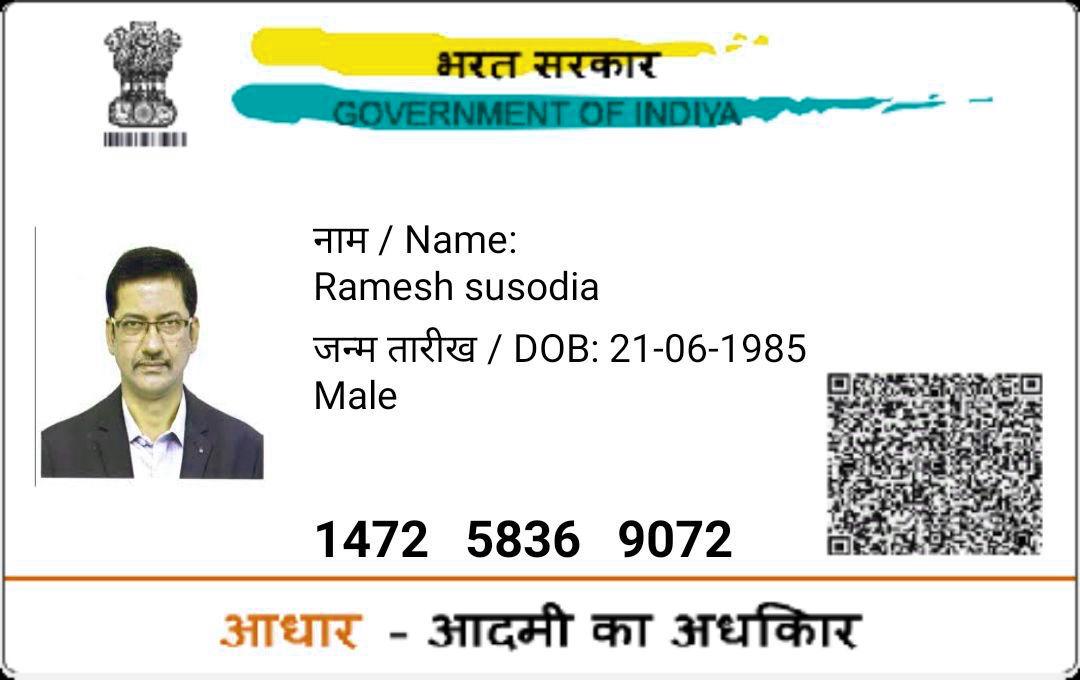 भरत सरकार
GOVERNMENT OF INDIYA
नाम / Name:
Ramesh susodia
जन्म तारीख / DOB: 21-06-1985
Male
1472 5836 9072
आधार - आदमी का अधकिार